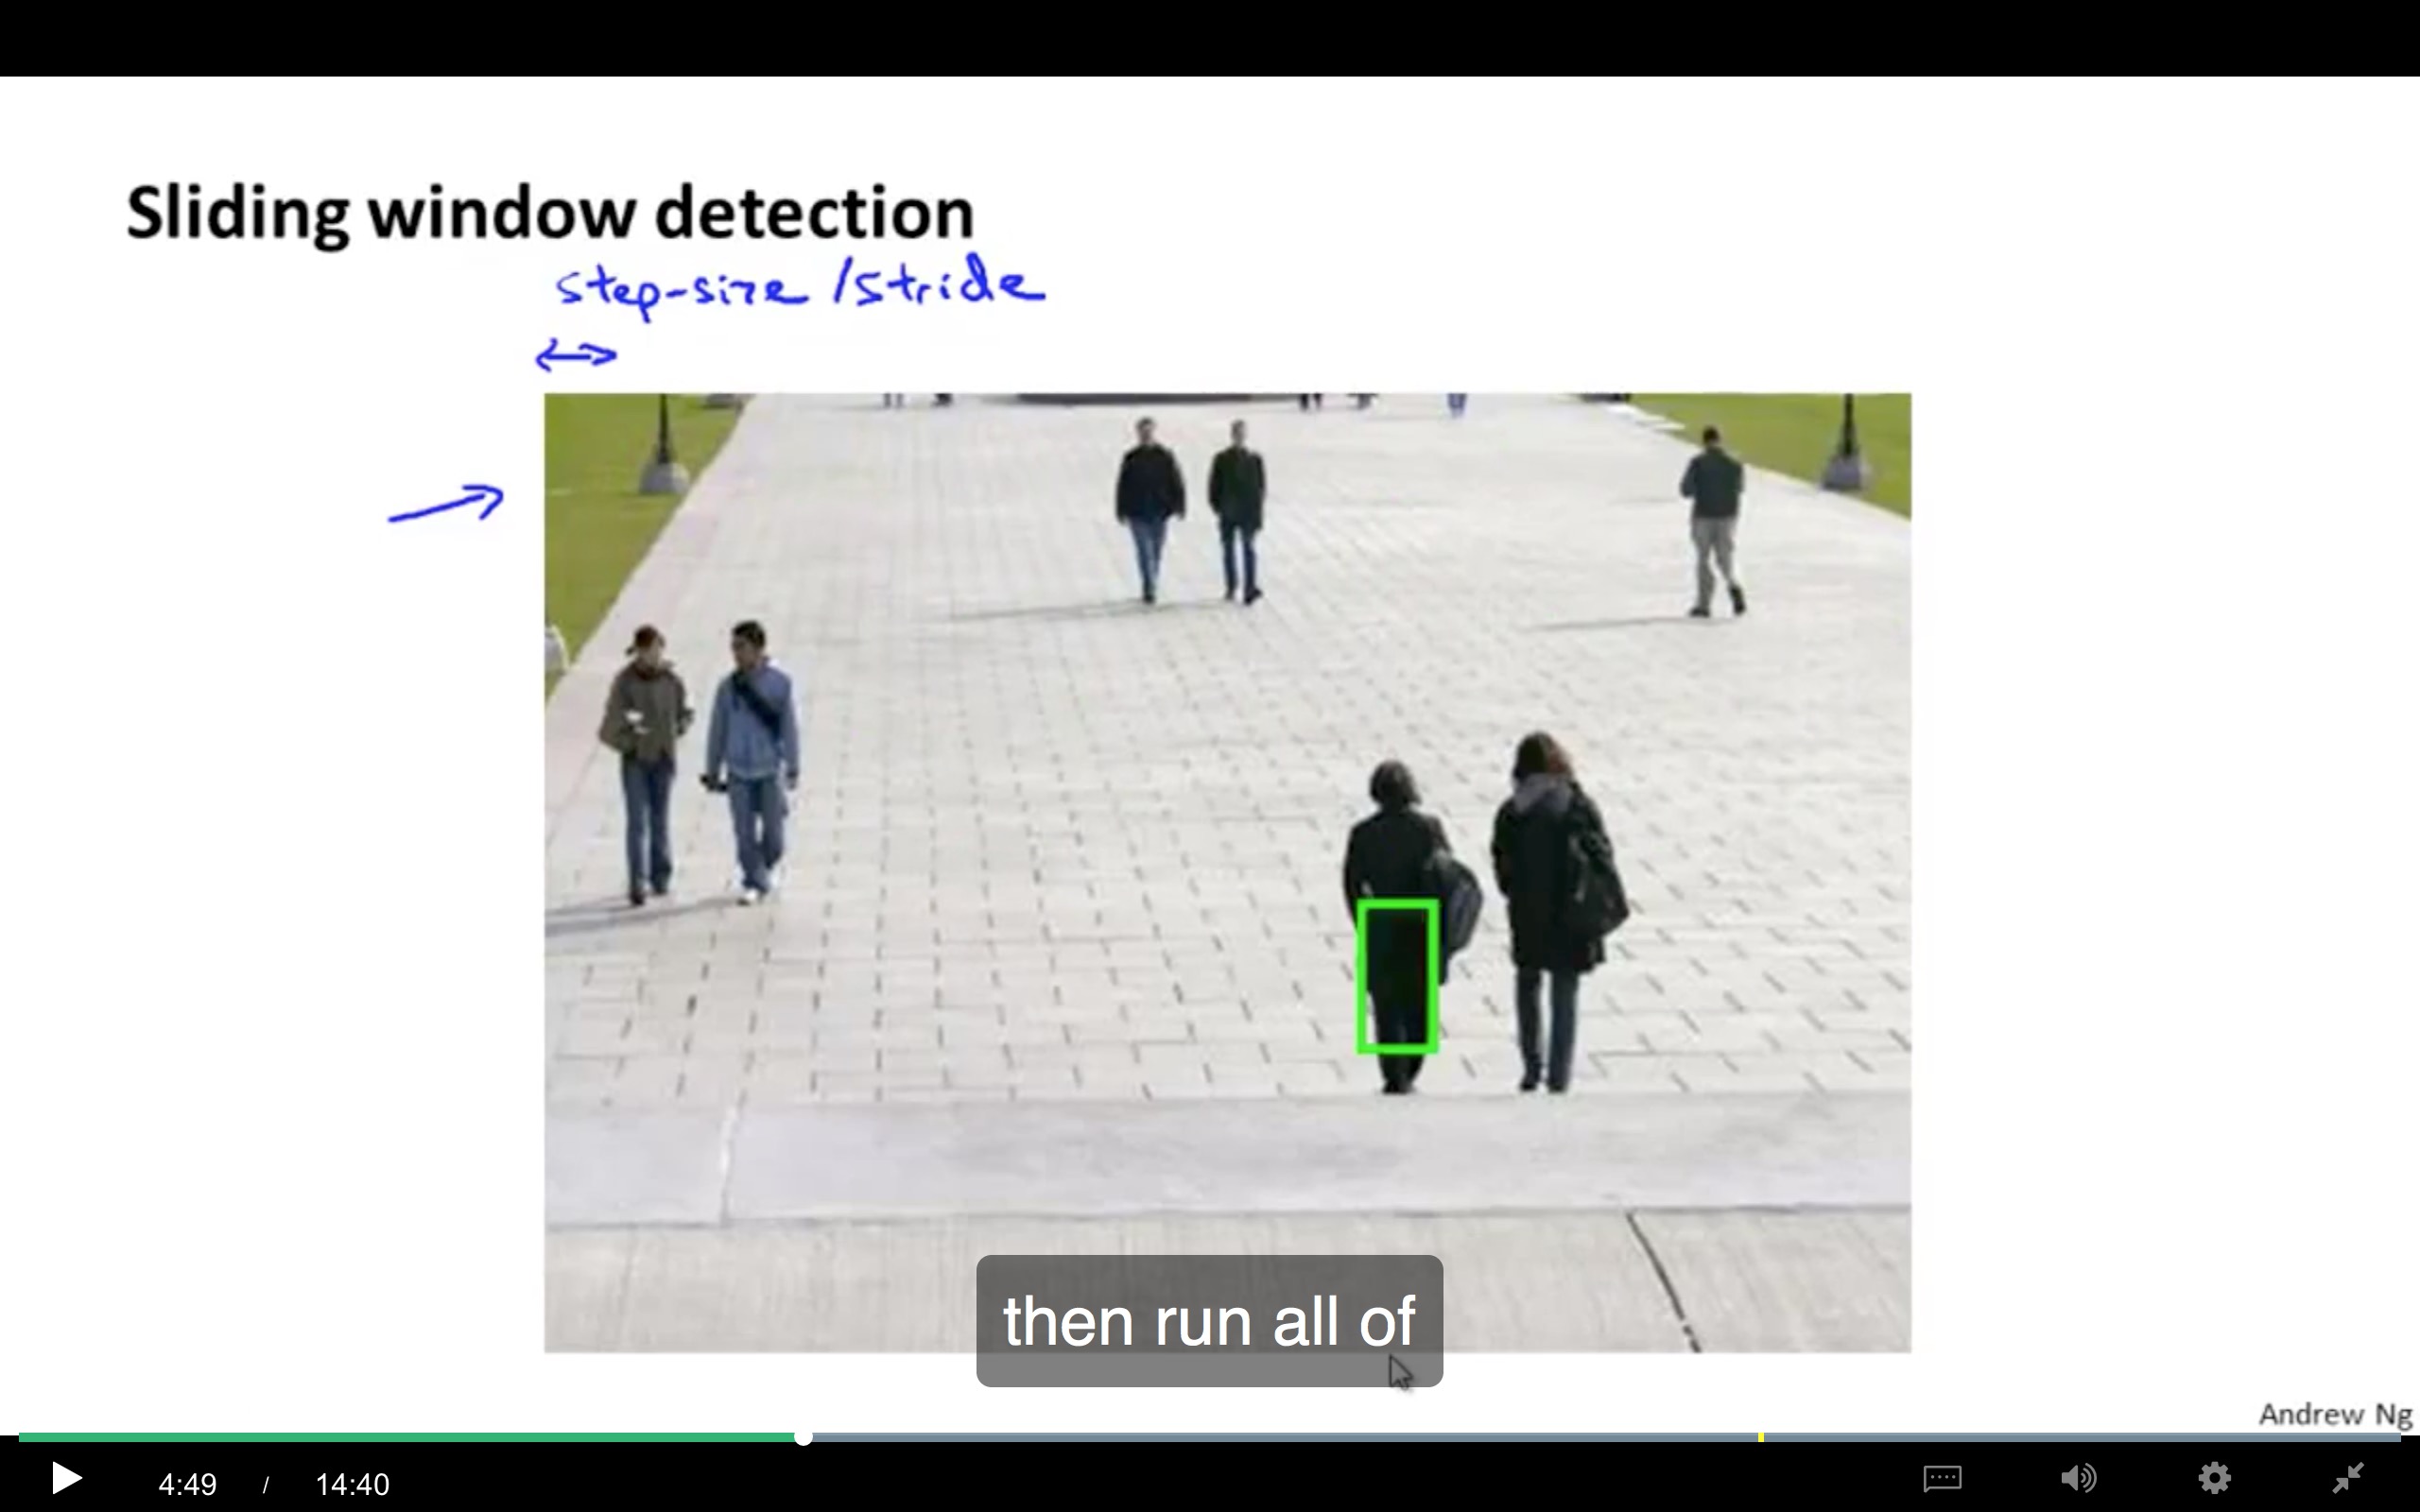 Sliding window detection
step-size /stride
then run all of
Andrew Ng
4:49 / 14:40